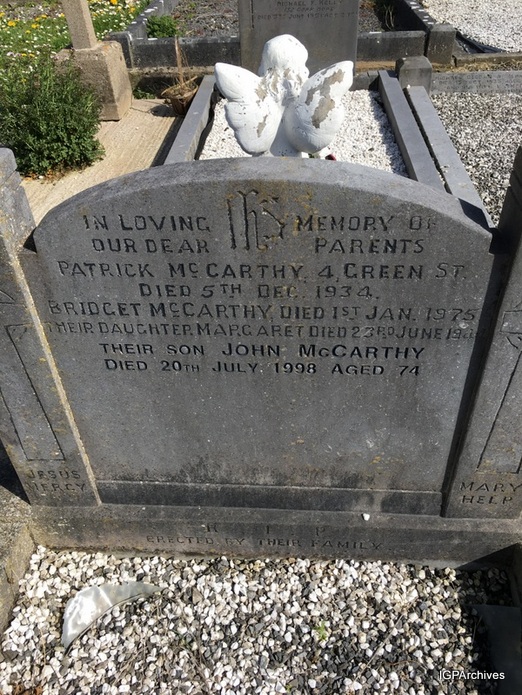 IN LOVING IHS MEMORY OF
OUR DEAR PARENTS
PATRICK MCCARTHY, 4, GREEN ST.
DIED 5TH DEC. 1934.
BRIDGET MCCARTHY DIED 1ST JAN. 1975
THEIR DAUGHTER MARGARET DIED 23RD JUNE
THEIR SON JOHN MCCARTHY
DIED 20TH JULY. 1998 AGED 74
JESUS
MERCY
MARY
HELP
R I P
ERECTED BY THEIR FAMILY
IGPArchives